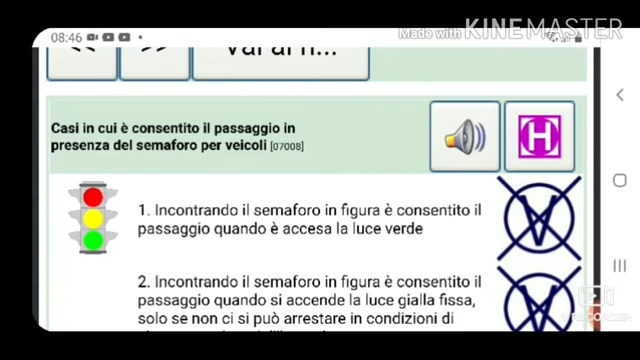 08:46
Made with KINEMASTER
<< >> Vai al n...
Casi in cui è consentito il passaggio in
presenza del semaforo per veicoli [07008]
H
1. Incontrando il semaforo in figura è consentito il
passaggio quando è accesa la luce verde
V
2. Incontrando il semaforo in figura è consentito il
passaggio quando si accende la luce gialla fissa,
solo se non ci si può arrestare in condizioni di
V
RECORDER